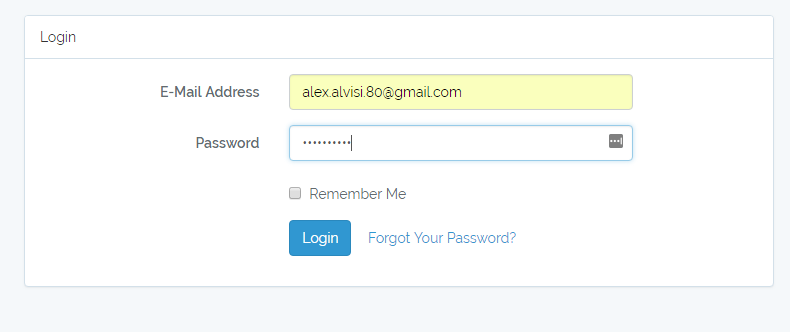 Login
E-Mail Address alex.alvisi.80@gmail.com
Password ••••••••••
Remember Me
Login Forgot Your Password?